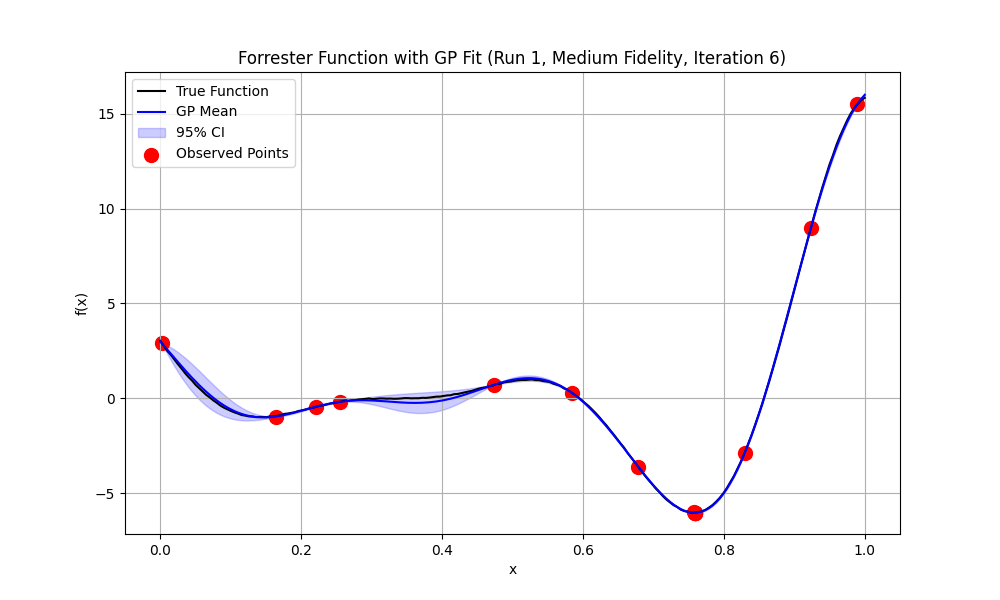 Forrester Function with GP Fit (Run 1, Medium Fidelity, Iteration 6)
True Function
GP Mean
95% CI
Observed Points
f(x)
15
10
5
0
−5
0.0 0.2 0.4 0.6 0.8 1.0
x